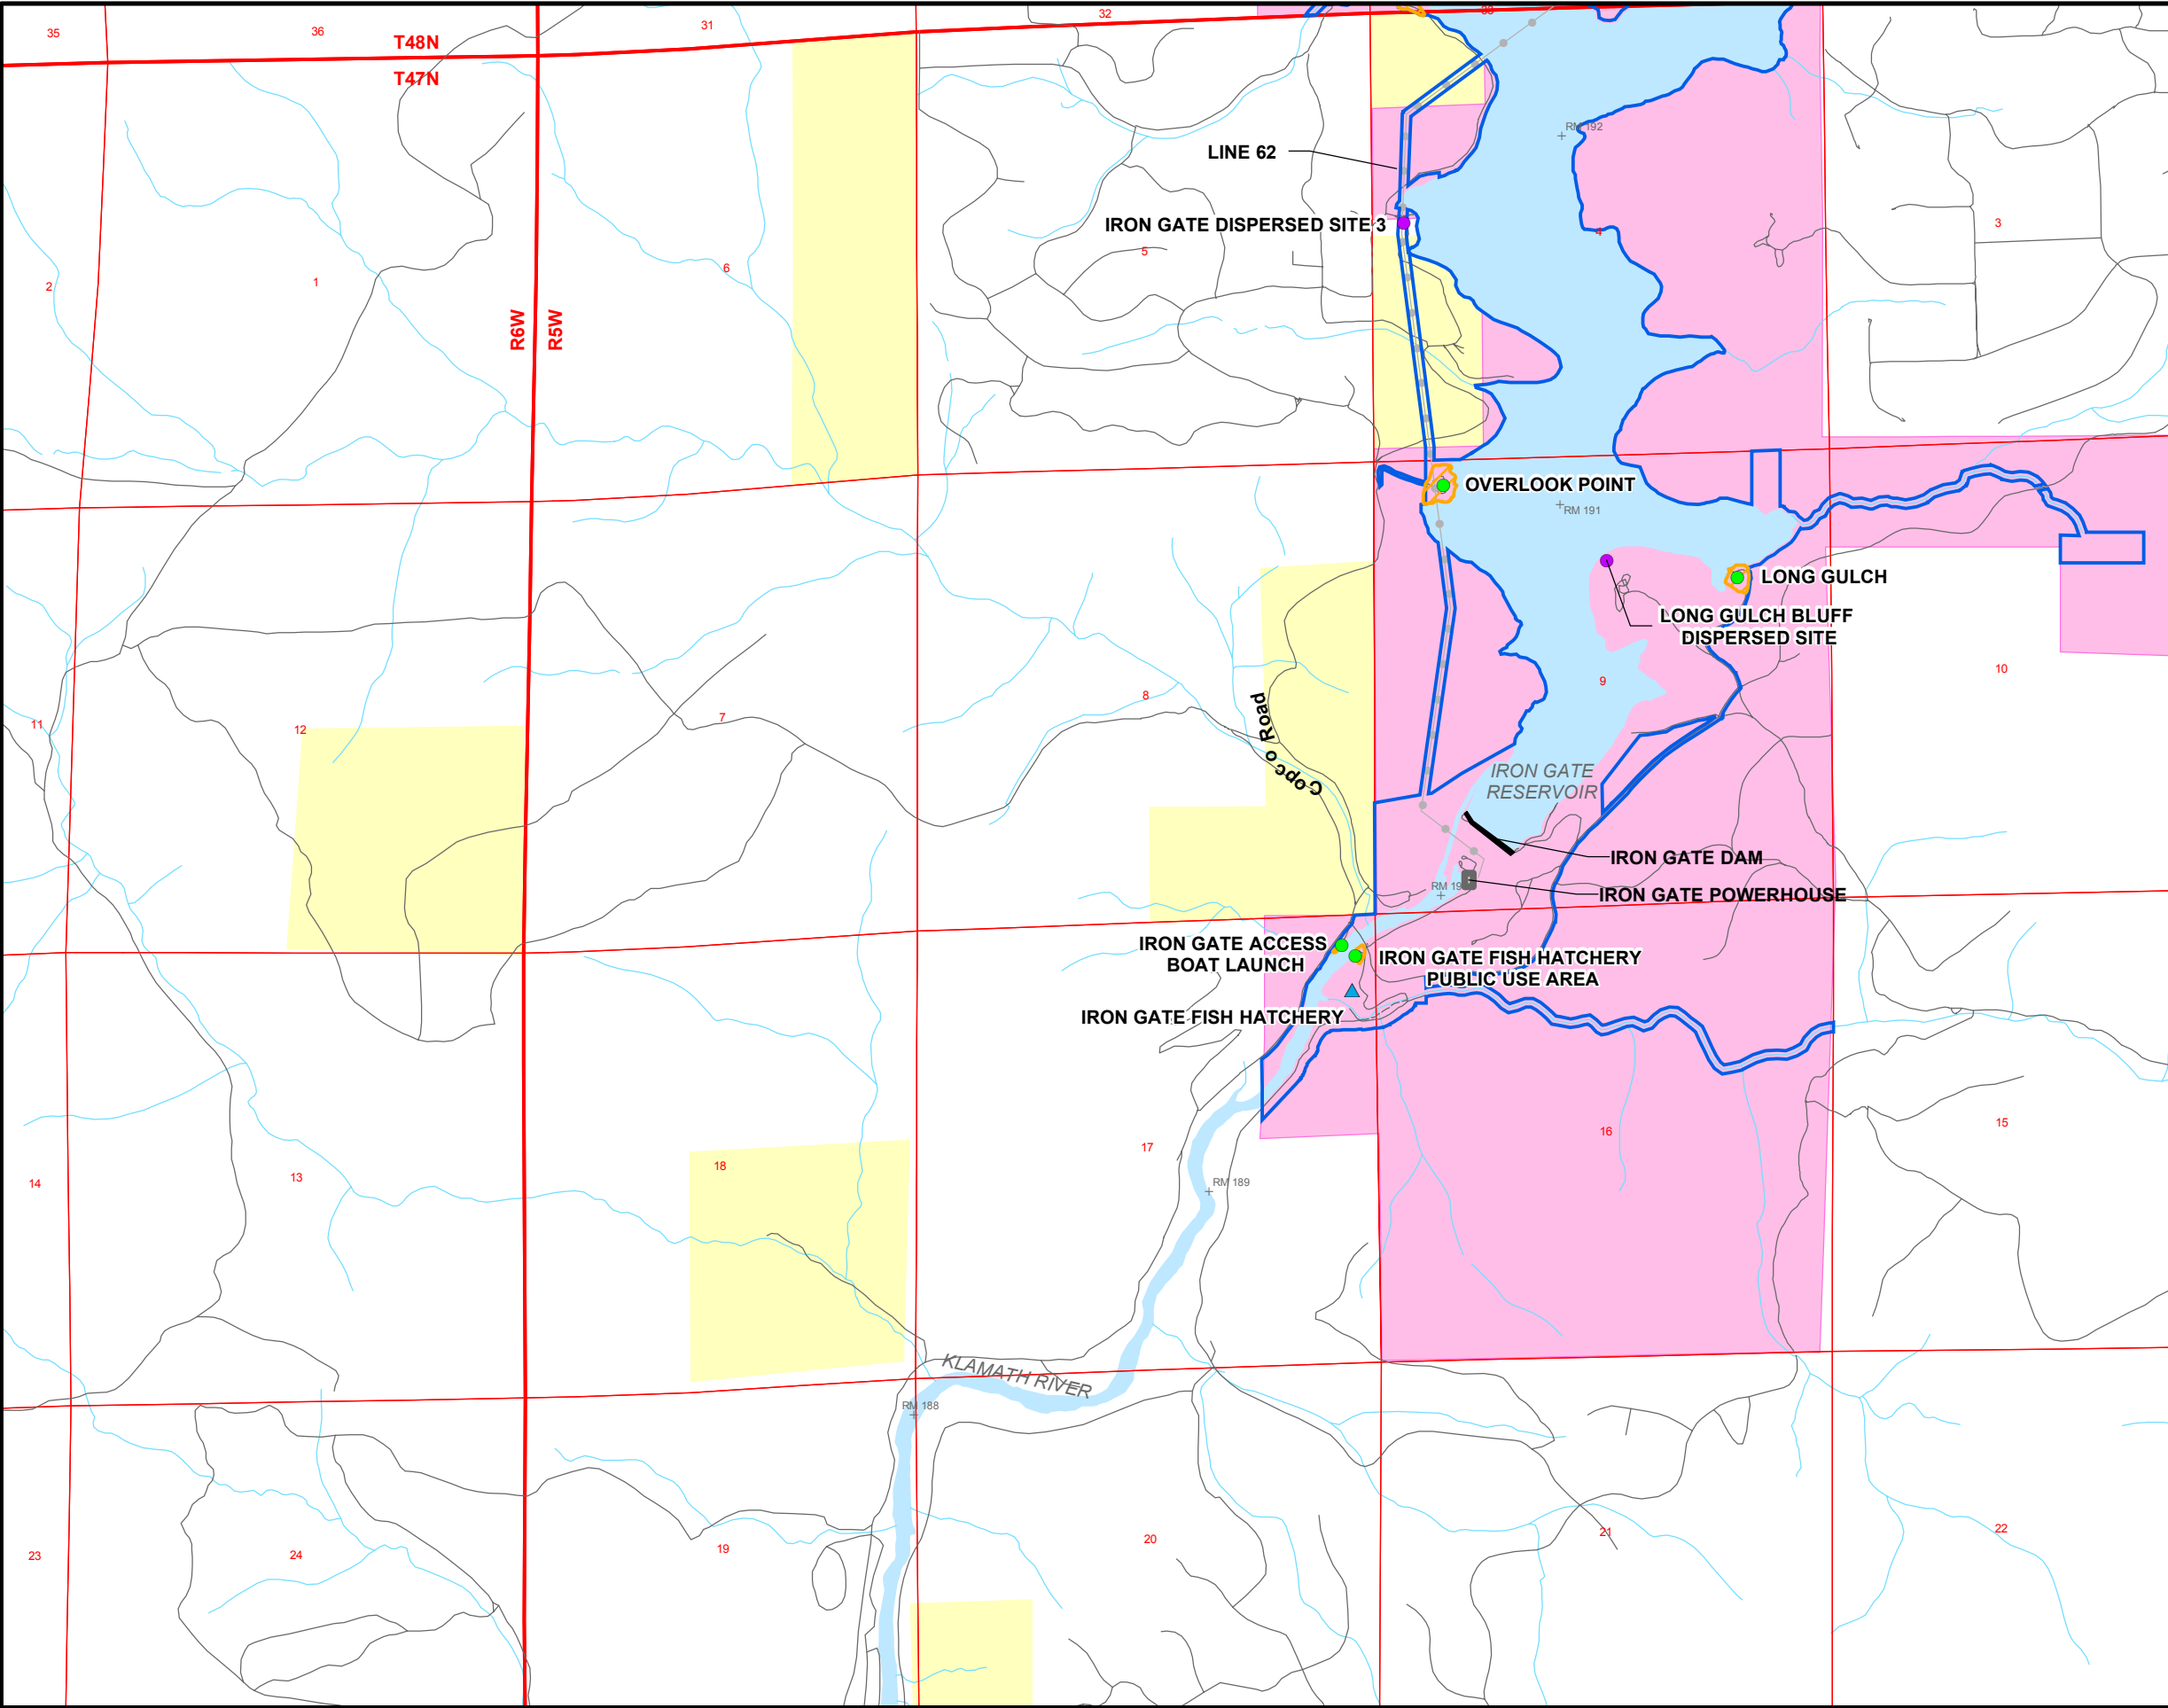 35
36
31
32
33
T48N
T47N
RM 192
LINE 62
IRON GATE DISPERSED SITE 3
2
1
6
5
4
3
R6W
R5W
OVERLOOK POINT
RM 191
LONG GULCH
LONG GULCH BLUFF
DISPERSED SITE
11
12
7
8
9
10
Copco Road
IRON GATE
RESERVOIR
IRON GATE DAM
IRON GATE POWERHOUSE
IRON GATE ACCESS
BOAT LAUNCH
IRON GATE FISH HATCHERY
PUBLIC USE AREA
IRON GATE FISH HATCHERY
14
13
18
17
16
15
RM 189
KLAMATH RIVER
RM 188
23
24
19
20
21
22